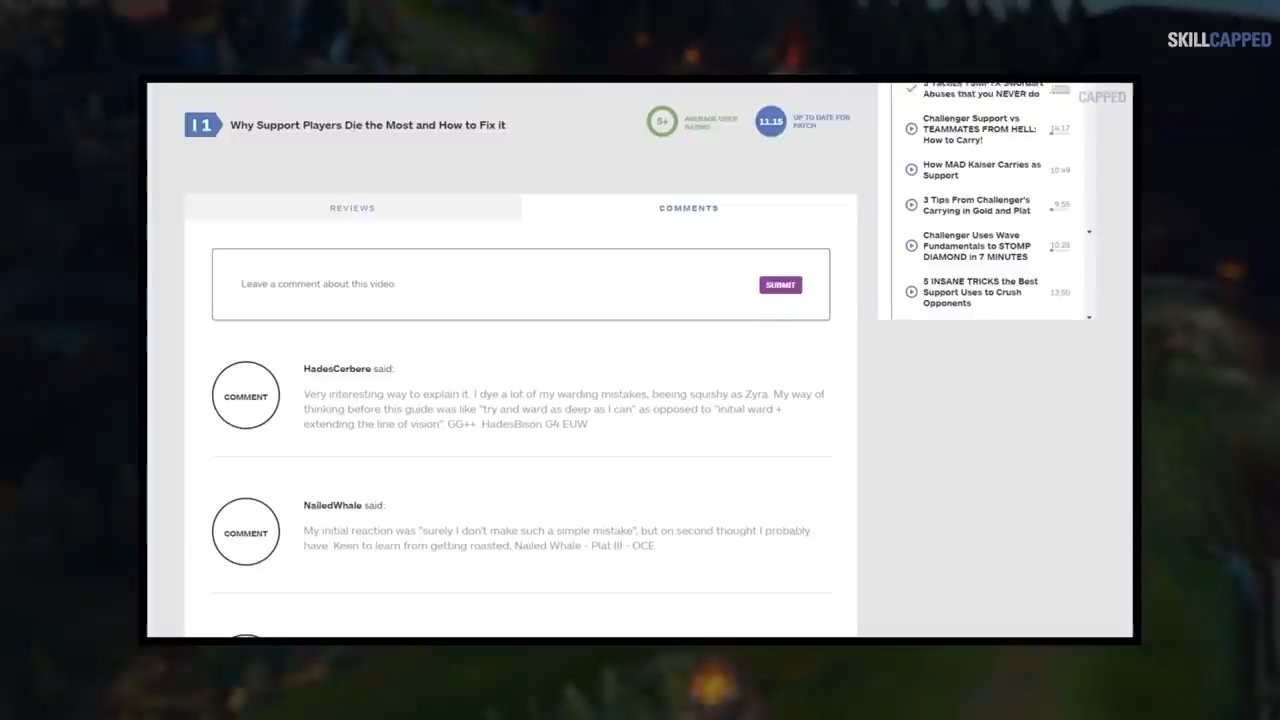 SKILLCAPPED
I 1
Why Support Players Die the Most and How to Fix it
5+
AVERAGE USER
RATING
11.15
UP TO DATE FOR
PATCH
CAPPED
Abuses that you NEVER do
Challenger Support vs
TEAMMATES FROM HELL:
How to Carry!
14:17
How MAD Kaiser Carries as
Support
10:49
3 Tips From Challenger's
Carrying in Gold and Plat
9:55
Challenger Uses Wave
Fundamentals to STOMP
DIAMOND in 7 MINUTES
10:28
5 INSANE TRICKS the Best
Support Uses to Crush
Opponents
13:50
REVIEWS
COMMENTS
Leave a comment about this video.
SUBMIT
COMMENT
HadesCerbere said:
Very interesting way to explain it. I dye a lot of my warding mistakes, beeing squishy as Zyra. My way of
thinking before this guide was like "try and ward as deep as I can" as opposed to "initial ward +
extending the line of vision". GG++. HadesBison G4 EUW
COMMENT
NailedWhale said:
My initial reaction was "surely I don't make such a simple mistake", but on second thought I probably
have. Keen to learn from getting roasted, Nailed Whale - Plat III - OCE